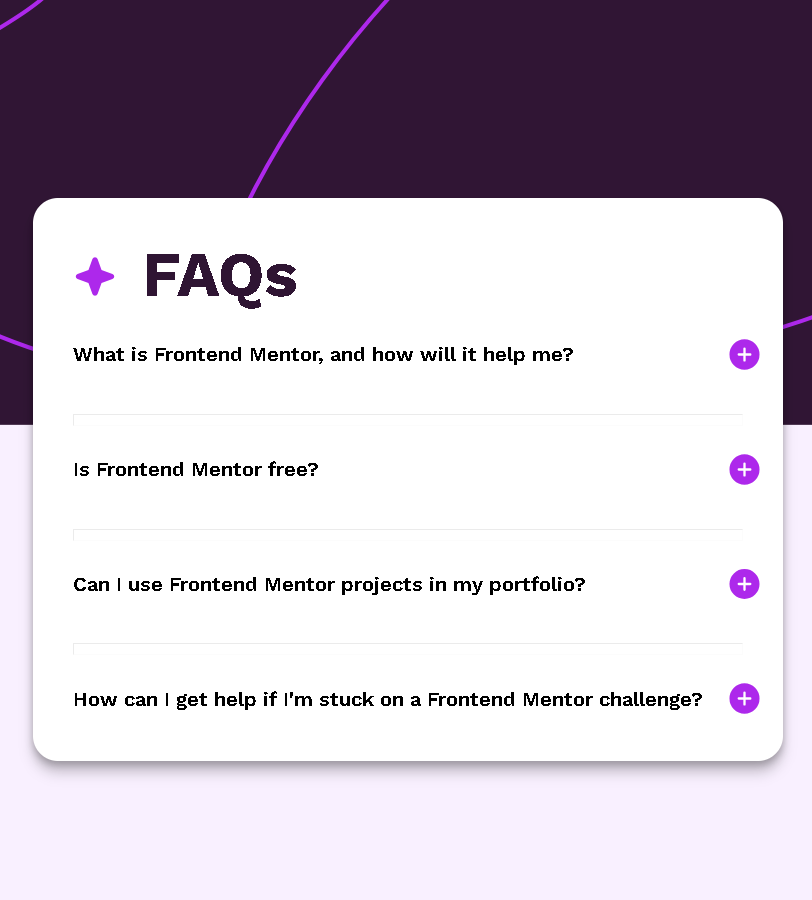 FAQs
What is Frontend Mentor, and how will it help me?
Is Frontend Mentor free?
Can I use Frontend Mentor projects in my portfolio?
How can I get help if I'm stuck on a Frontend Mentor challenge?